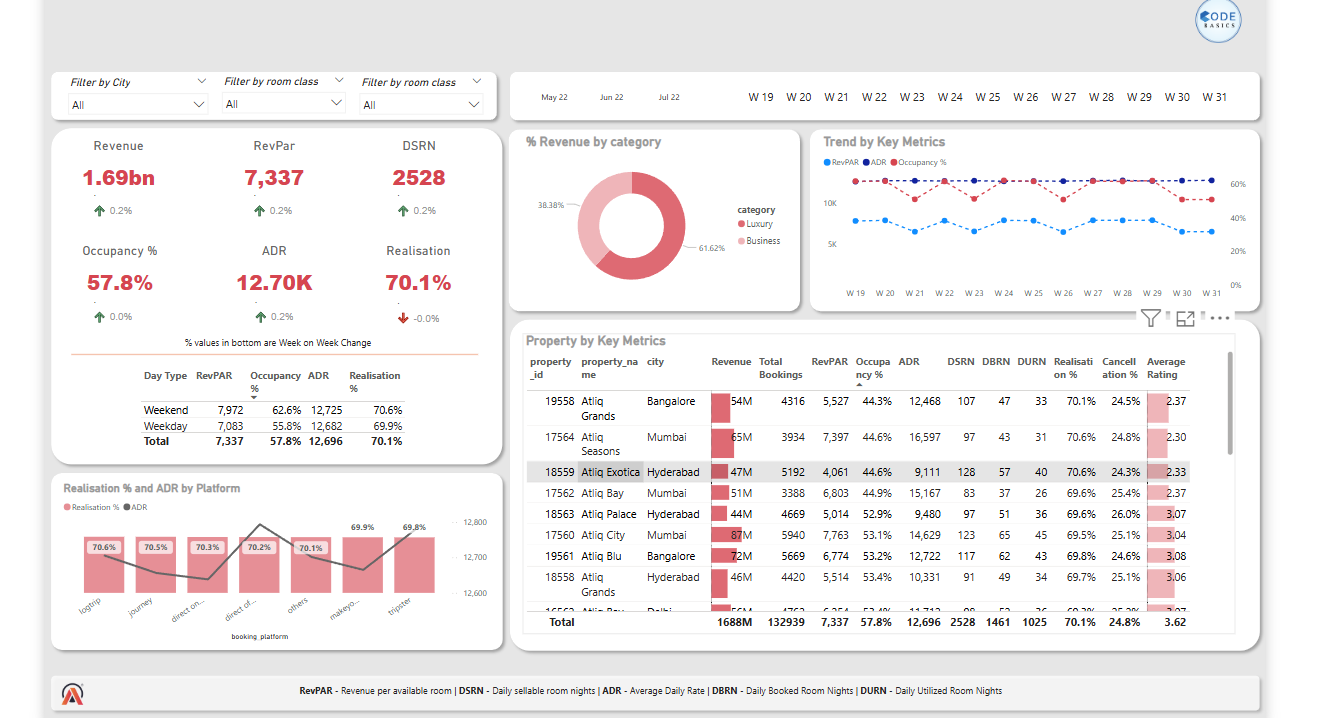 CODE
BASICS
Filter by City
Filter by room class
Filter by room class
All
All
All
May 22 Jun 22 Jul 22
W 19 W 20 W 21 W 22 W 23 W 24 W 25 W 26 W 27 W 28 W 29 W 30 W 31
Revenue RevPar DSRN
1.69bn 7,337 2528
0.2% 0.2% 0.2%
Occupancy % ADR Realisation
57.8% 12.70K 70.1%
0.0% 0.2% -0.0%
% values in bottom are Week on Week Change
Day Type RevPAR Occupancy % ADR Realisation %
Weekend 7,972 62.6% 12,725 70.6%
Weekday 7,083 55.8% 12,682 69.9%
Total 7,337 57.8% 12,696 70.1%
% Revenue by category
38.38%
61.62%
category
Luxury
Business
Trend by Key Metrics
RevPAR ADR Occupancy %
10K
5K
60%
40%
20%
0%
W 19 W 20 W 21 W 22 W 23 W 24 W 25 W 26 W 27 W 28 W 29 W 30 W 31
Realisation % and ADR by Platform
Realisation % ADR
70.6% 70.5% 70.3% 70.2% 70.1% 69.9% 69.8%
12,800
12,700
12,600
logtrip journey direct on... direct of... others makeyo... tripster
booking_platform
Property by Key Metrics
property_id property_name city Revenue Total Bookings RevPAR Occupancy % ADR DSRN DBRN DURN Realisation % Cancellation % Average Rating
19558 Atliq Grands Bangalore 54M 4316 5,527 44.3% 12,468 107 47 33 70.1% 24.5% 2.37
17564 Atliq Seasons Mumbai 65M 3934 7,397 44.6% 16,597 97 43 31 70.6% 24.8% 2.30
18559 Atliq Exotica Hyderabad 47M 5192 4,061 44.6% 9,111 128 57 40 70.6% 24.3% 2.33
17562 Atliq Bay Mumbai 51M 3388 6,803 44.9% 15,167 83 37 26 69.6% 25.4% 2.37
18563 Atliq Palace Hyderabad 44M 4669 5,014 52.9% 9,480 97 51 36 69.6% 26.0% 3.07
17560 Atliq City Mumbai 87M 5940 7,763 53.1% 14,629 123 65 45 69.5% 25.1% 3.04
19561 Atliq Blu Bangalore 72M 5669 6,774 53.2% 12,722 117 62 43 69.8% 24.6% 3.08
18558 Atliq Grands Hyderabad 46M 4420 5,514 53.4% 10,331 91 49 34 69.7% 25.1% 3.06
Total 1688M 132939 7,337 57.8% 12,696 2528 1461 1025 70.1% 24.8% 3.62
RevPAR - Revenue per available room | DSRN - Daily sellable room nights | ADR - Average Daily Rate | DBRN - Daily Booked Room Nights | DURN - Daily Utilized Room Nights